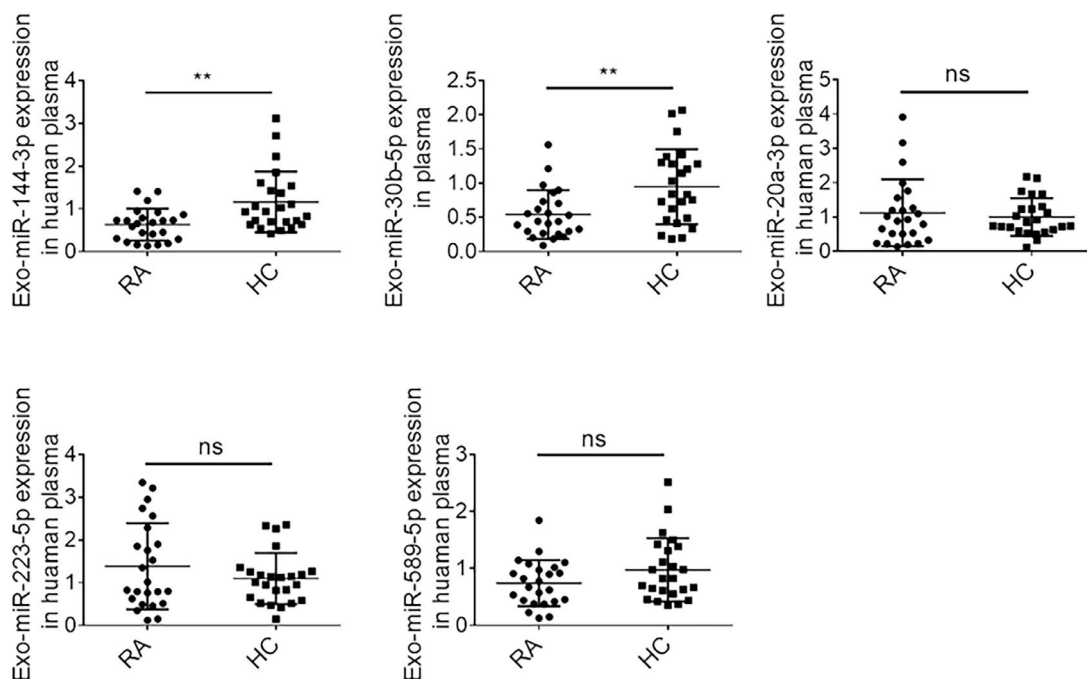 Exo-miR-144-3p expression
in huaman plasma
4
3
2
1
0
**
RA
HC
Exo-miR-30b-5p expression
in plasma
2.5
2.0
1.5
1.0
0.5
0.0
**
RA
HC
Exo-miR-20a-3p expression
in human plasma
5
4
3
2
1
0
ns
RA
HC
Exo-miR-223-5p expression
in huaman plasma
4
3
2
1
0
ns
RA
HC
Exo-miR-589-5p expression
in human plasma
3
2
1
0
ns
RA
HC